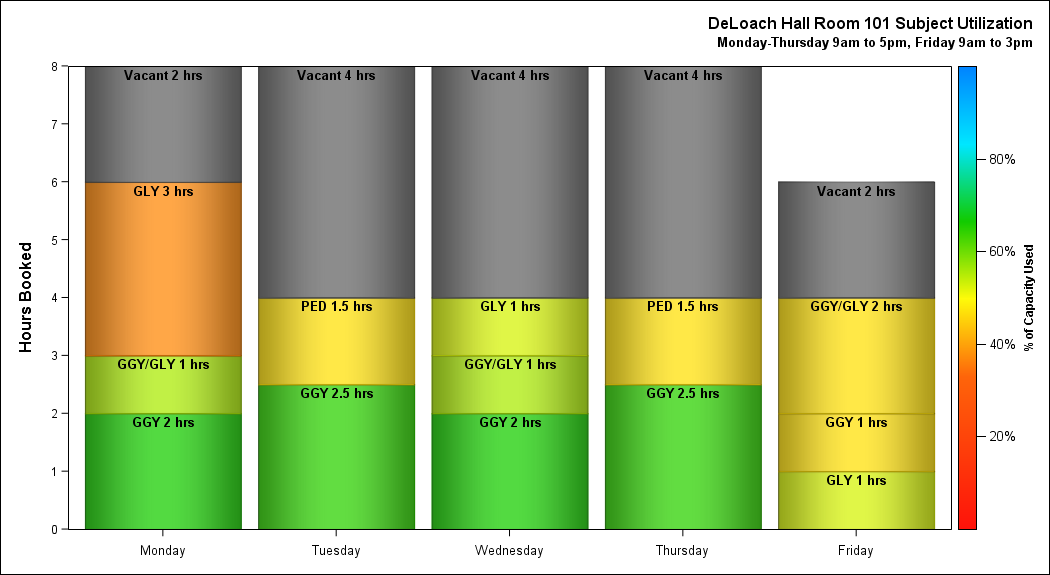 DeLoach Hall Room 101 Subject Utilization
Monday-Thursday 9am to 5pm, Friday 9am to 3pm
Hours Booked
8
7
6
5
4
3
2
1
0
Vacant 2 hrs
GLY 3 hrs
GGY/GLY 1 hrs
GGY 2 hrs
Vacant 4 hrs
PED 1.5 hrs
GGY 2.5 hrs
Vacant 4 hrs
GLY 1 hrs
GGY/GLY 1 hrs
GGY 2 hrs
Vacant 4 hrs
PED 1.5 hrs
GGY 2.5 hrs
Vacant 2 hrs
GGY/GLY 2 hrs
GGY 1 hrs
GLY 1 hrs
Monday Tuesday Wednesday Thursday Friday
80%
60%
40%
20%
% of Capacity Used